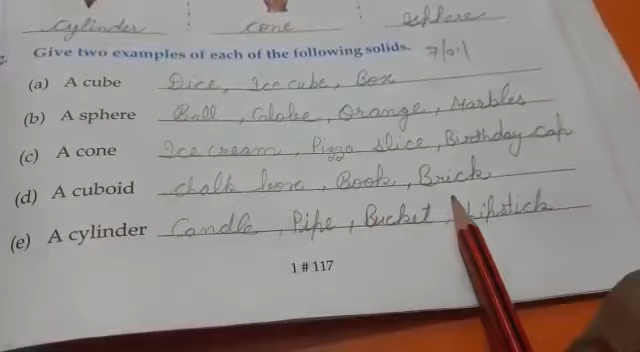 cylinder cone sphere
Give two examples of each of the following solids. 7/01
(a) A cube Dice, Ice cube, Box
(b) A sphere Ball, Globe, Orange, Marbles
(c) A cone Ice cream, Pizza slice, Birthday cap
(d) A cuboid chalk box, Book, Brick
(e) A cylinder Candle, Pipe, Bucket, Lipstick
1 # 117